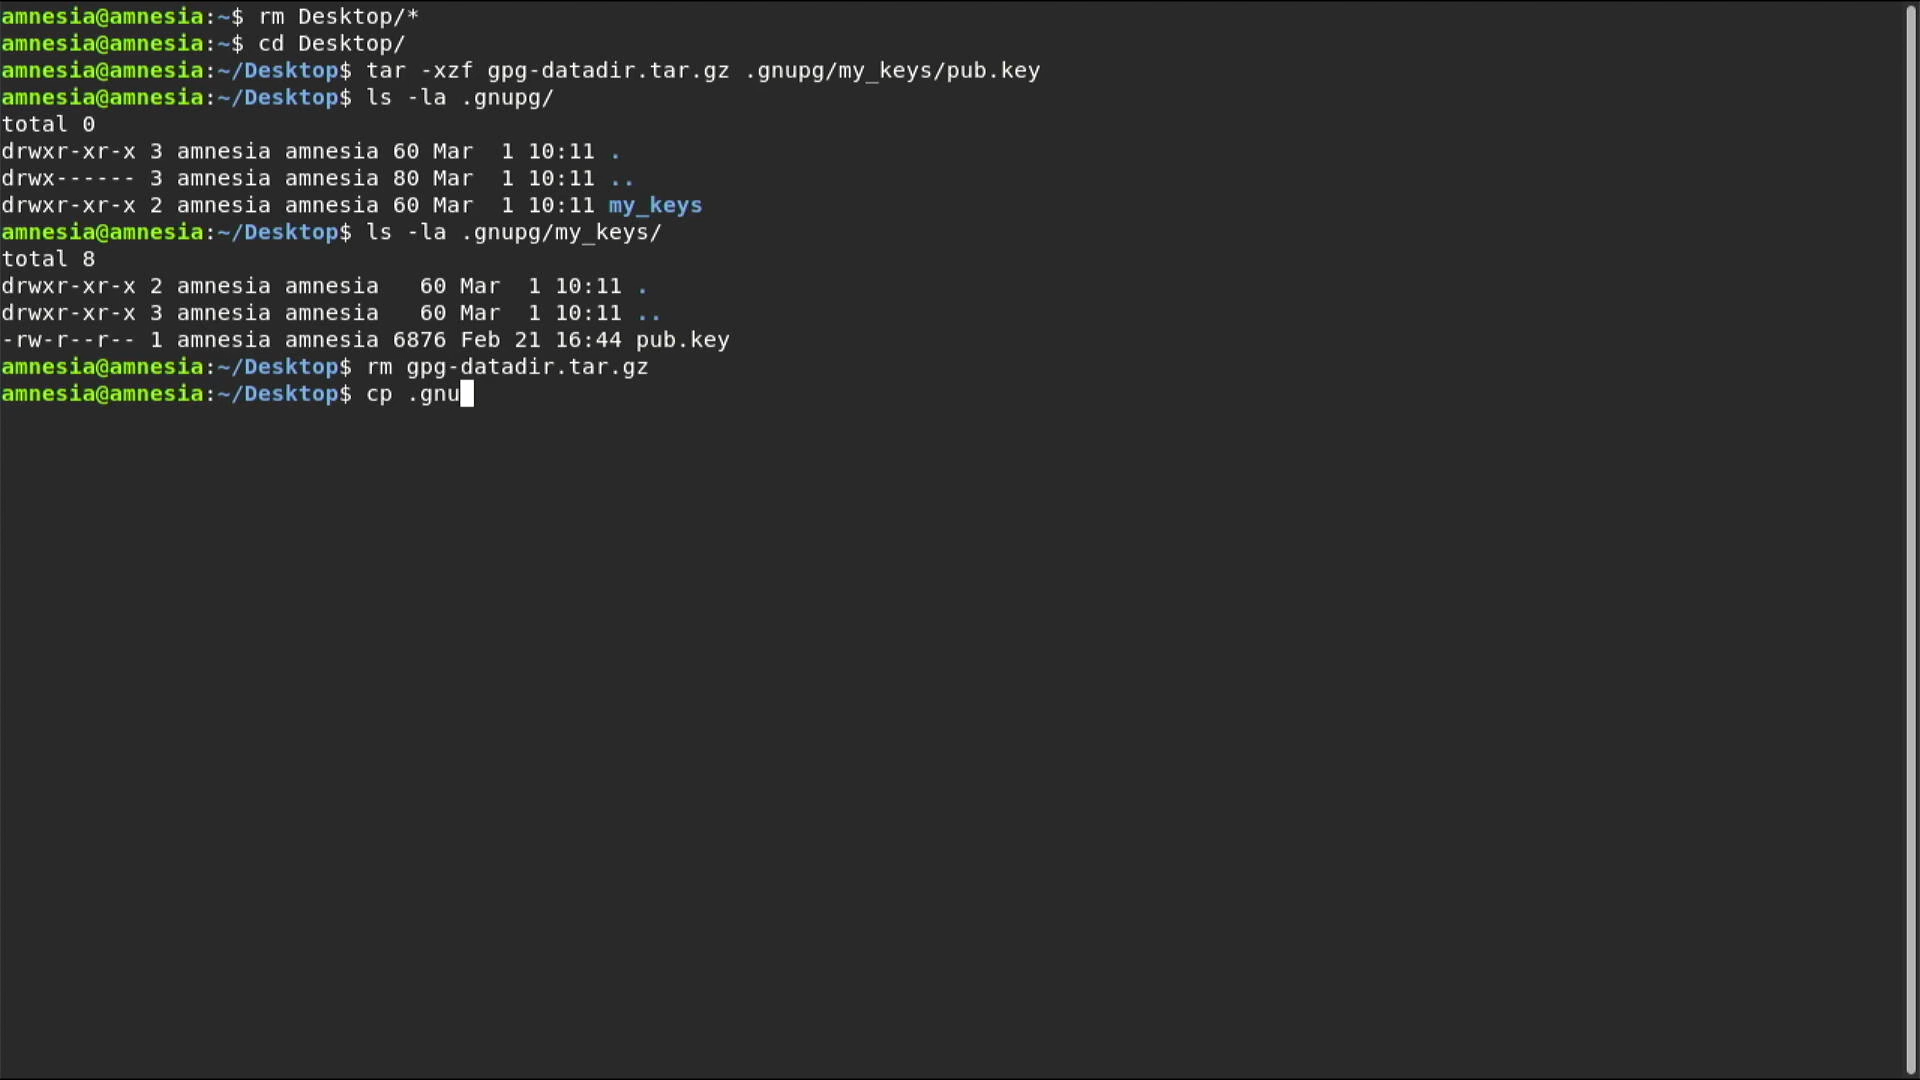 amnesia@amnesia:~$ rm Desktop/*
amnesia@amnesia:~$ cd Desktop/
amnesia@amnesia:~/Desktop$ tar -xzf gpg-datadir.tar.gz .gnupg/my_keys/pub.key
amnesia@amnesia:~/Desktop$ ls -la .gnupg/
total 0
drwxr-xr-x 3 amnesia amnesia 60 Mar  1 10:11 .
drwx------ 3 amnesia amnesia 80 Mar  1 10:11 ..
drwxr-xr-x 2 amnesia amnesia 60 Mar  1 10:11 my_keys
amnesia@amnesia:~/Desktop$ ls -la .gnupg/my_keys/
total 8
drwxr-xr-x 2 amnesia amnesia   60 Mar  1 10:11 .
drwxr-xr-x 3 amnesia amnesia   60 Mar  1 10:11 ..
-rw-r--r-- 1 amnesia amnesia 6876 Feb 21 16:44 pub.key
amnesia@amnesia:~/Desktop$ rm gpg-datadir.tar.gz
amnesia@amnesia:~/Desktop$ cp .gnu